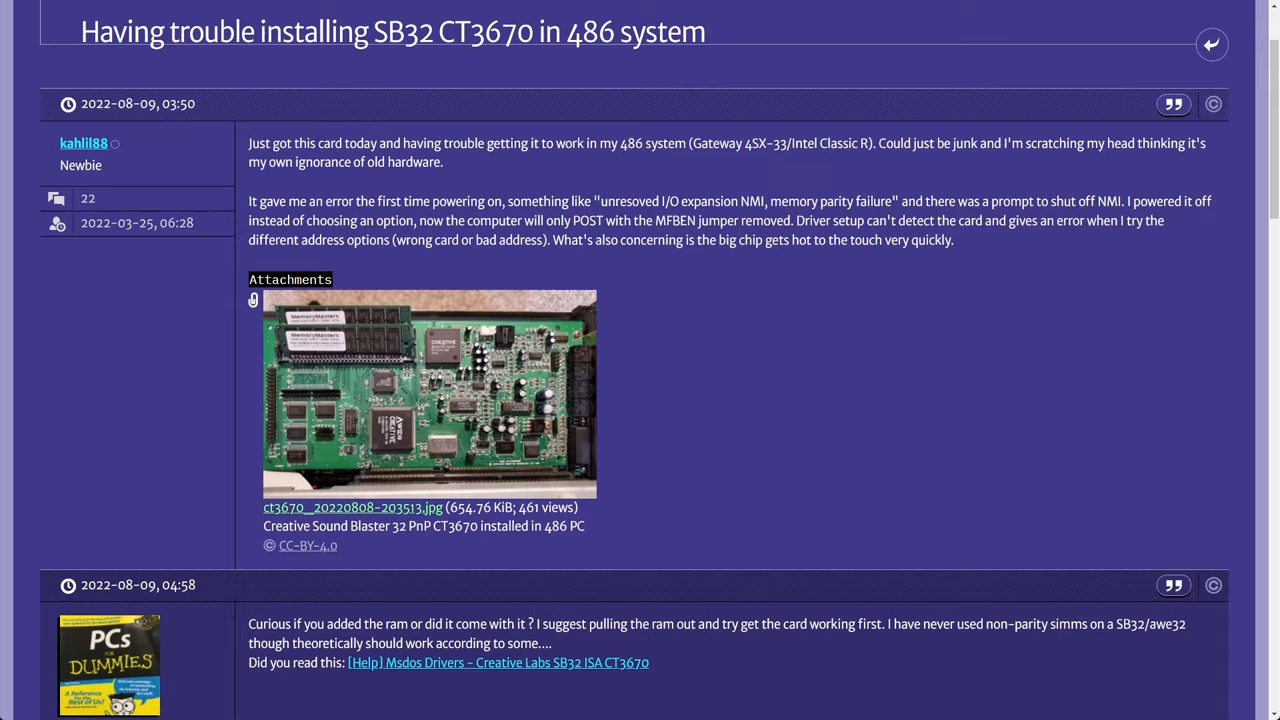 Having trouble installing SB32 CT3670 in 486 system
2022-08-09, 03:50
kahlil88
Newbie
22
2022-03-25, 06:28
Just got this card today and having trouble getting it to work in my 486 system (Gateway 4SX-33/Intel Classic R). Could just be junk and I'm scratching my head thinking it's
my own ignorance of old hardware.
It gave me an error the first time powering on, something like "unresoved I/O expansion NMI, memory parity failure" and there was a prompt to shut off NMI. I powered it off
instead of choosing an option, now the computer will only POST with the MFBEN jumper removed. Driver setup can't detect the card and gives an error when I try the
different address options (wrong card or bad address). What's also concerning is the big chip gets hot to the touch very quickly.
Attachments
MemoryMasters
MemoryMasters
CREATIVE
CREATIVE
ct3670_20220808-203513.jpg (654.76 KiB; 461 views)
Creative Sound Blaster 32 PnP CT3670 installed in 486 PC
© CC-BY-4.0
2022-08-09, 04:58
PCs
FOR
DUMMIES
A Reference
for the
Rest of Us!
Curious if you added the ram or did it come with it ? I suggest pulling the ram out and try get the card working first. I have never used non-parity simms on a SB32/awe32
though theoretically should work according to some....
Did you read this: [Help] Msdos Drivers - Creative Labs SB32 ISA CT3670